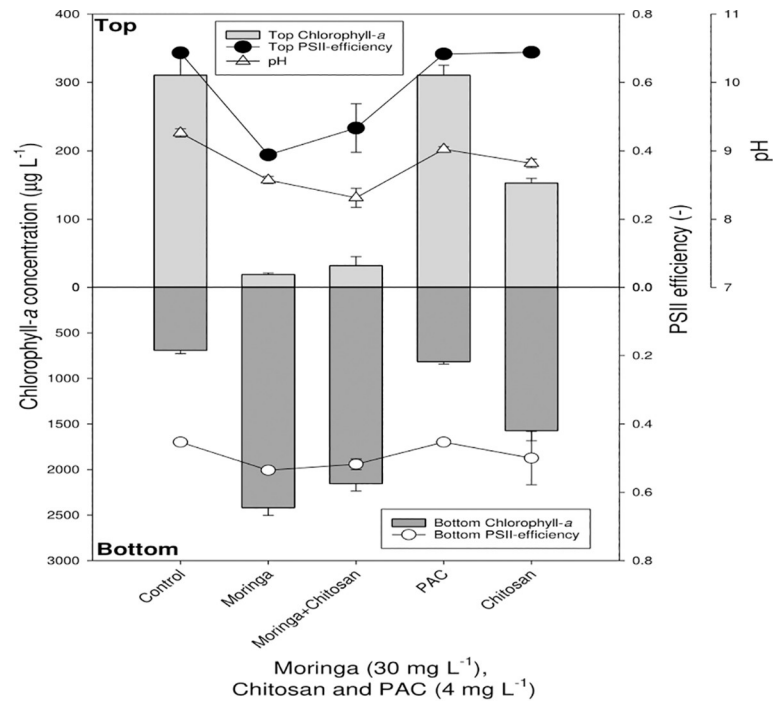 Top
Top Chlorophyll-a
Top PSII-efficiency
pH
400
300
200
100
0
500
1000
1500
2000
2500
3000
Chlorophyll-a concentration (µg L-1)
0.8
0.6
0.4
0.2
0.0
0.2
0.4
0.6
0.8
PSII efficiency (-)
11
10
9
8
7
pH
Bottom Chlorophyll-a
Bottom PSII-efficiency
Bottom
Control
Moringa
Moringa+Chitosan
PAC
Chitosan
Moringa (30 mg L-1),
Chitosan and PAC (4 mg L-1)